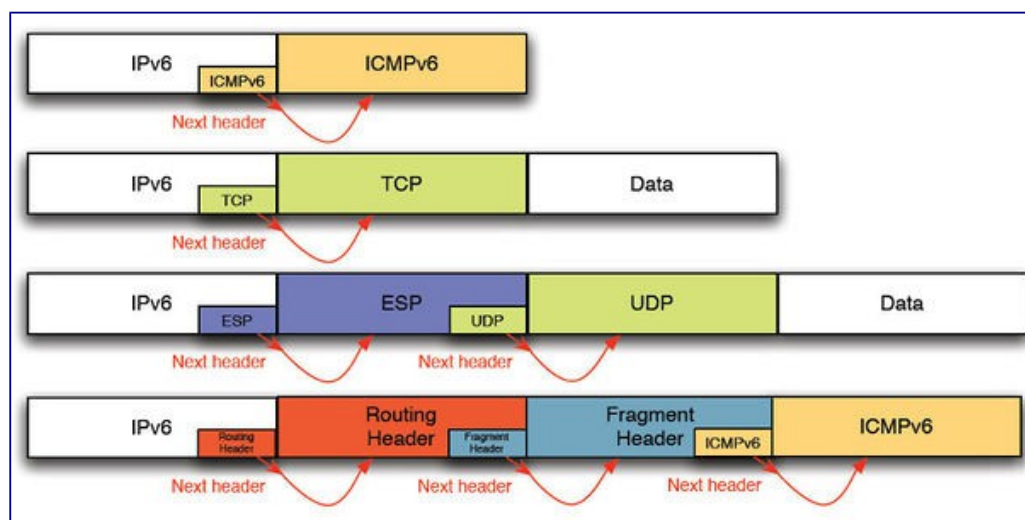 IPv6
ICMPv6
ICMPv6
Next header
IPv6
TCP
TCP
Data
Next header
IPv6
ESP
ESP
UDP
UDP
Data
Next header
Next header
IPv6
Routing
Header
Routing
Header
Fragment
Header
Fragment
Header
ICMPv6
ICMPv6
Next header
Next header
Next header